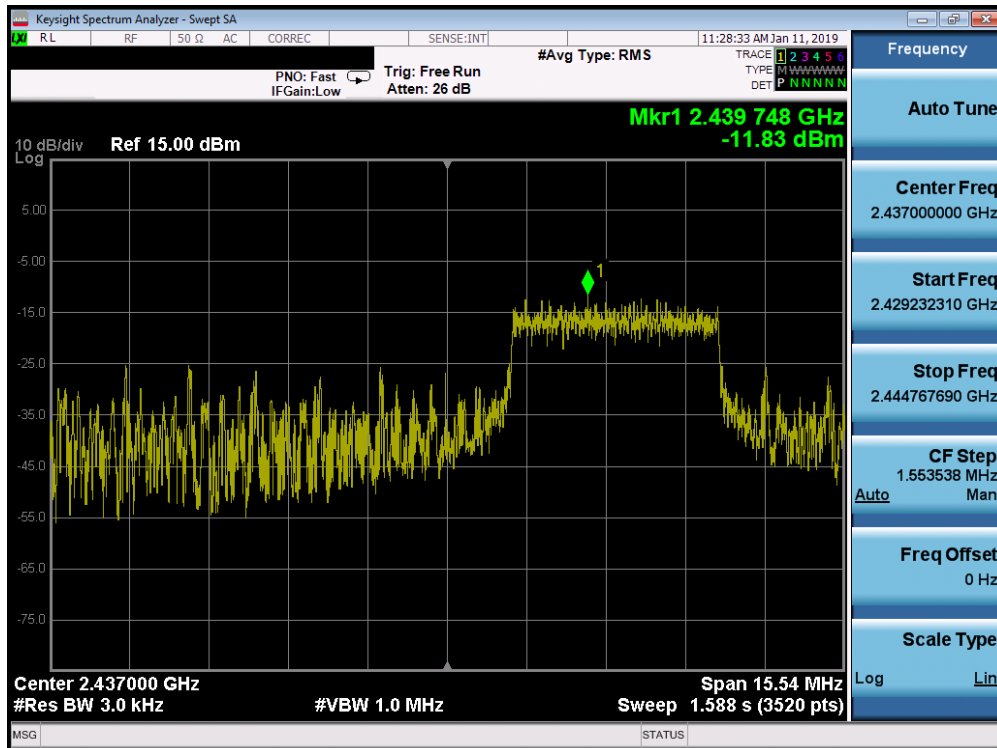 Keysight Spectrum Analyzer - Swept SA
LXI RL RF 50 Ω AC CORREC SENSE:INT 11:28:33 AM Jan 11, 2019
PNO: Fast
IFGain:Low
Trig: Free Run
Atten: 26 dB
#Avg Type: RMS
TRACE 1 2 3 4 5 6
TYPE M WWWWW
DET P N N N N N
Mkr1 2.439 748 GHz
-11.83 dBm
10 dB/div
Log
Ref 15.00 dBm
5.00
-5.00
1
-15.0
-25.0
-35.0
-45.0
-55.0
-65.0
-75.0
Center 2.437000 GHz
Span 15.54 MHz
#Res BW 3.0 kHz
#VBW 1.0 MHz
Sweep 1.588 s (3520 pts)
MSG
STATUS
Frequency
Auto Tune
Center Freq
2.437000000 GHz
Start Freq
2.429232310 GHz
Stop Freq
2.444767690 GHz
CF Step
1.553538 MHz
Auto Man
Freq Offset
0 Hz
Scale Type
Log Lin